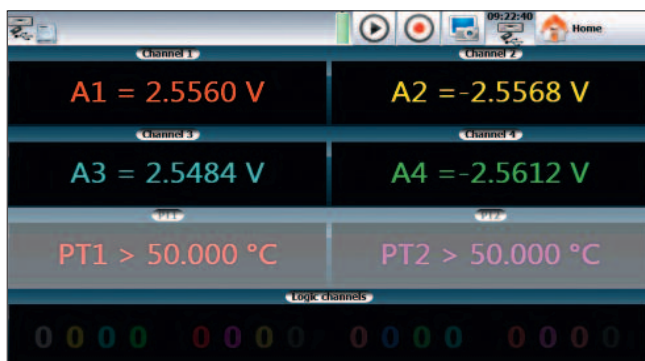 09:22:40
Home
Channel 1
Channel 2
A1 = 2.5560 V
A2 =-2.5568 V
Channel 3
Channel 4
A3 = 2.5484 V
A4 =-2.5612 V
PT1
PT2
PT1 > 50.000 °C
PT2 > 50.000 °C
Logic channels
0 0 0 0 0 0 0 0 0 0 0 0 0 0 0 0